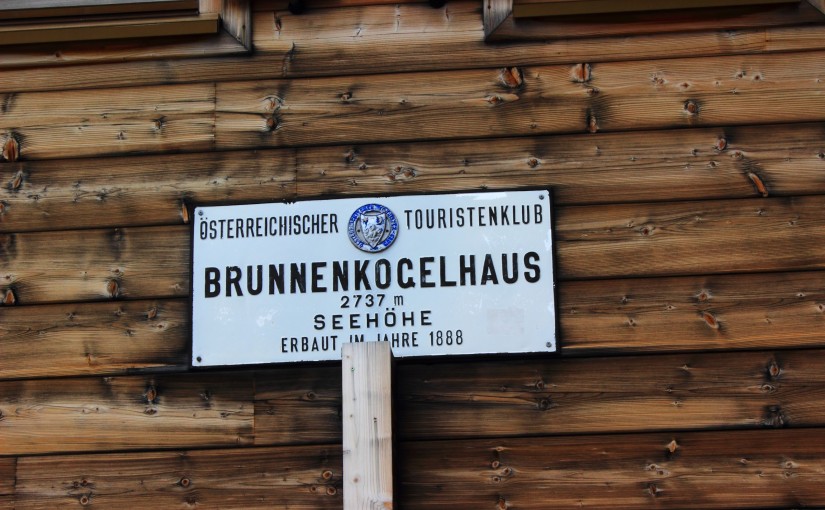 ÖSTERREICHISCHER TOURISTENKLUB
BRUNNENKOGELHAUS
2737 m
SEEHÖHE
ERBAUT IM JAHRE 1888